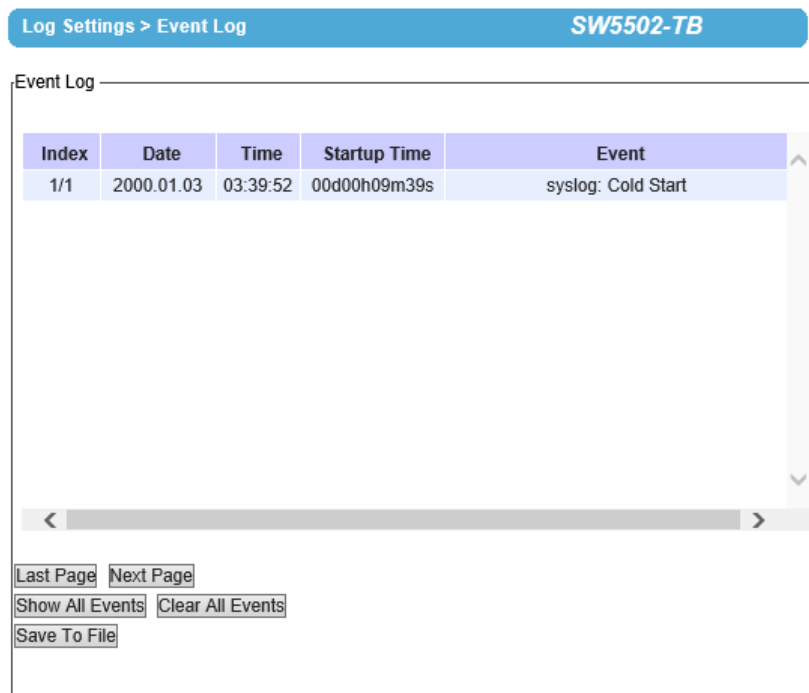 Log Settings > Event Log SW5502-TB
Event Log
Index Date Time Startup Time Event
1/1 2000.01.03 03:39:52 00d00h09m39s syslog: Cold Start
Last Page Next Page
Show All Events Clear All Events
Save To File